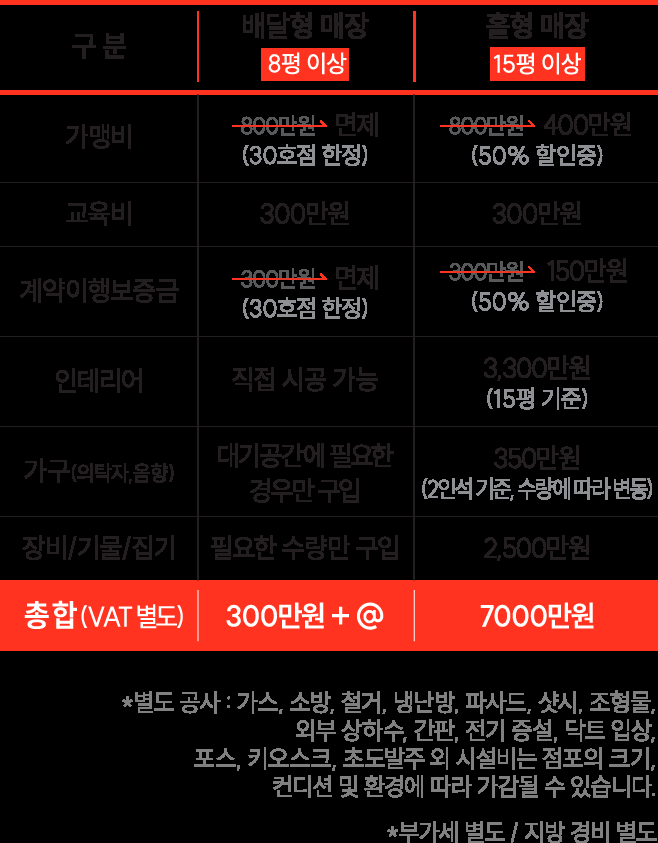 구 분
배달형 매장
8평 이상
홀형 매장
15평 이상
가맹비
800만원 면제
(30호점 한정)
800만원 400만원
(50% 할인중)
교육비
300만원
300만원
계약이행보증금
300만원 면제
(30호점 한정)
300만원 150만원
(50% 할인중)
인테리어
직접 시공 가능
3,300만원
(15평 기준)
가구(의탁자,음향)
대기공간에 필요한
경우만 구입
350만원
(2인석 기준, 수량에 따라 변동)
장비/기물/집기
필요한 수량만 구입
2,500만원
총합(VAT 별도)
300만원 + @
7000만원
*별도 공사 : 가스, 소방, 철거, 냉난방, 파사드, 샷시, 조형물,
외부 상하수, 간판, 전기 증설, 닥트 입상,
포스, 키오스크, 초도발주 외 시설비는 점포의 크기,
컨디션 및 환경에 따라 가감될 수 있습니다.
*부가세 별도 / 지방 경비 별도